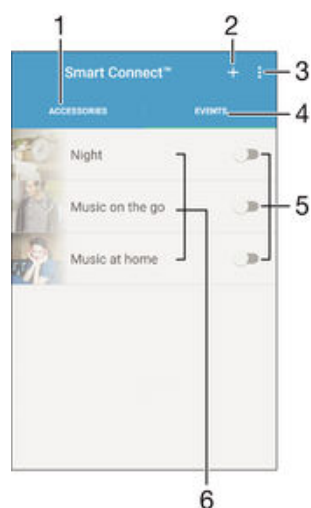 1
2
Smart Connect™
3
ACCESSORIES
EVENTS
4
Night
Music on the go
5
Music at home
6